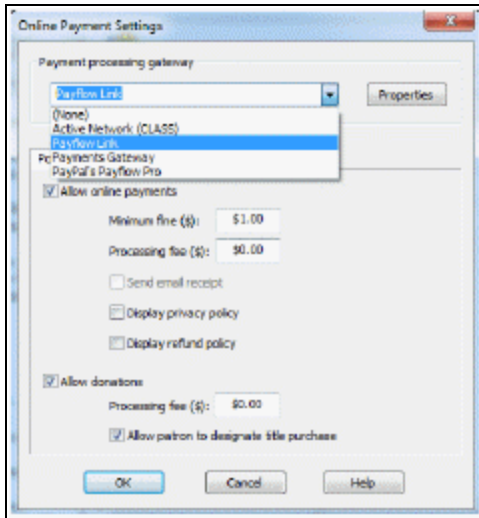 Online Payment Settings
Payment processing gateway
Payflow Link
Properties
(None)
Active Network (CLASS)
Payflow Link
Payments Gateway
PayPal's Payflow Pro
Allow online payments
Minimum fine ($): $1.00
Processing fee ($): $0.00
Send email receipt
Display privacy policy
Display refund policy
Allow donations
Processing fee ($): $0.00
Allow patron to designate title purchase
OK Cancel Help